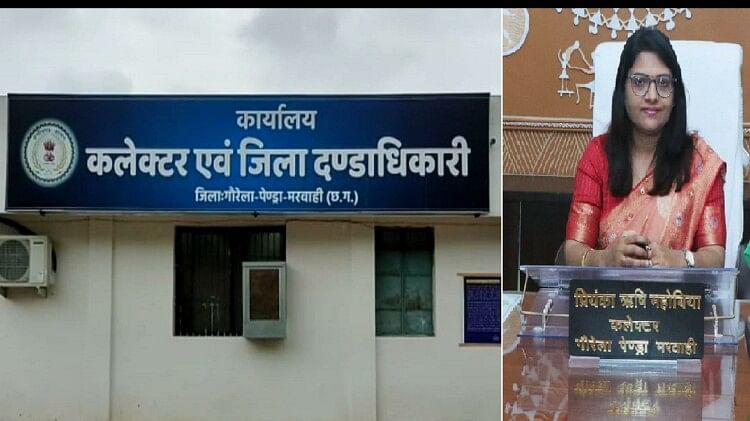 कार्यालय
कलेक्टर एवं जिला दण्डाधिकारी
जिला:गौरेला-पेण्ड्रा-मरवाही (छ.ग.)
प्रियंका ऋषि महोबिया
कलेक्टर
गौरेला पेण्ड्रा मरवाही